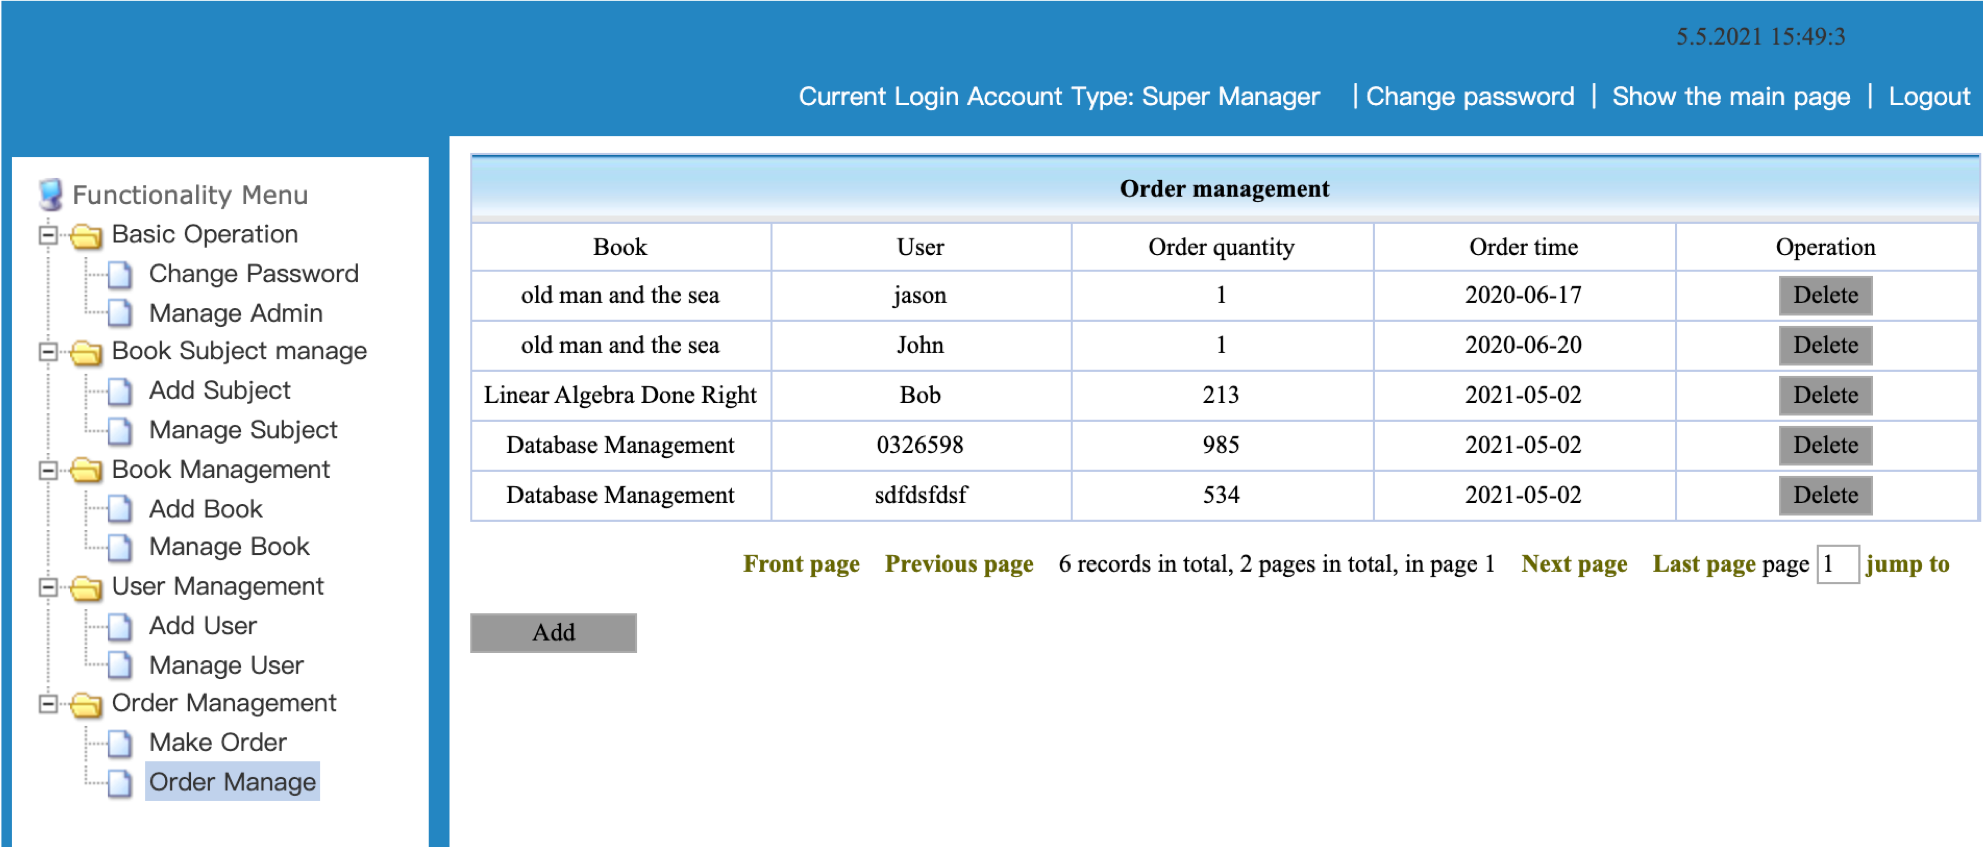 5.5.2021 15:49:3
Current Login Account Type: Super Manager | Change password | Show the main page | Logout
Functionality Menu
Basic Operation
Change Password
Manage Admin
Book Subject manage
Add Subject
Manage Subject
Book Management
Add Book
Manage Book
User Management
Add User
Manage User
Order Management
Make Order
Order Manage
Order management
Book User Order quantity Order time Operation
old man and the sea jason 1 2020-06-17 Delete
old man and the sea John 1 2020-06-20 Delete
Linear Algebra Done Right Bob 213 2021-05-02 Delete
Database Management 0326598 985 2021-05-02 Delete
Database Management sdfdsfdsf 534 2021-05-02 Delete
Front page Previous page 6 records in total, 2 pages in total, in page 1 Next page Last page page 1 jump to
Add